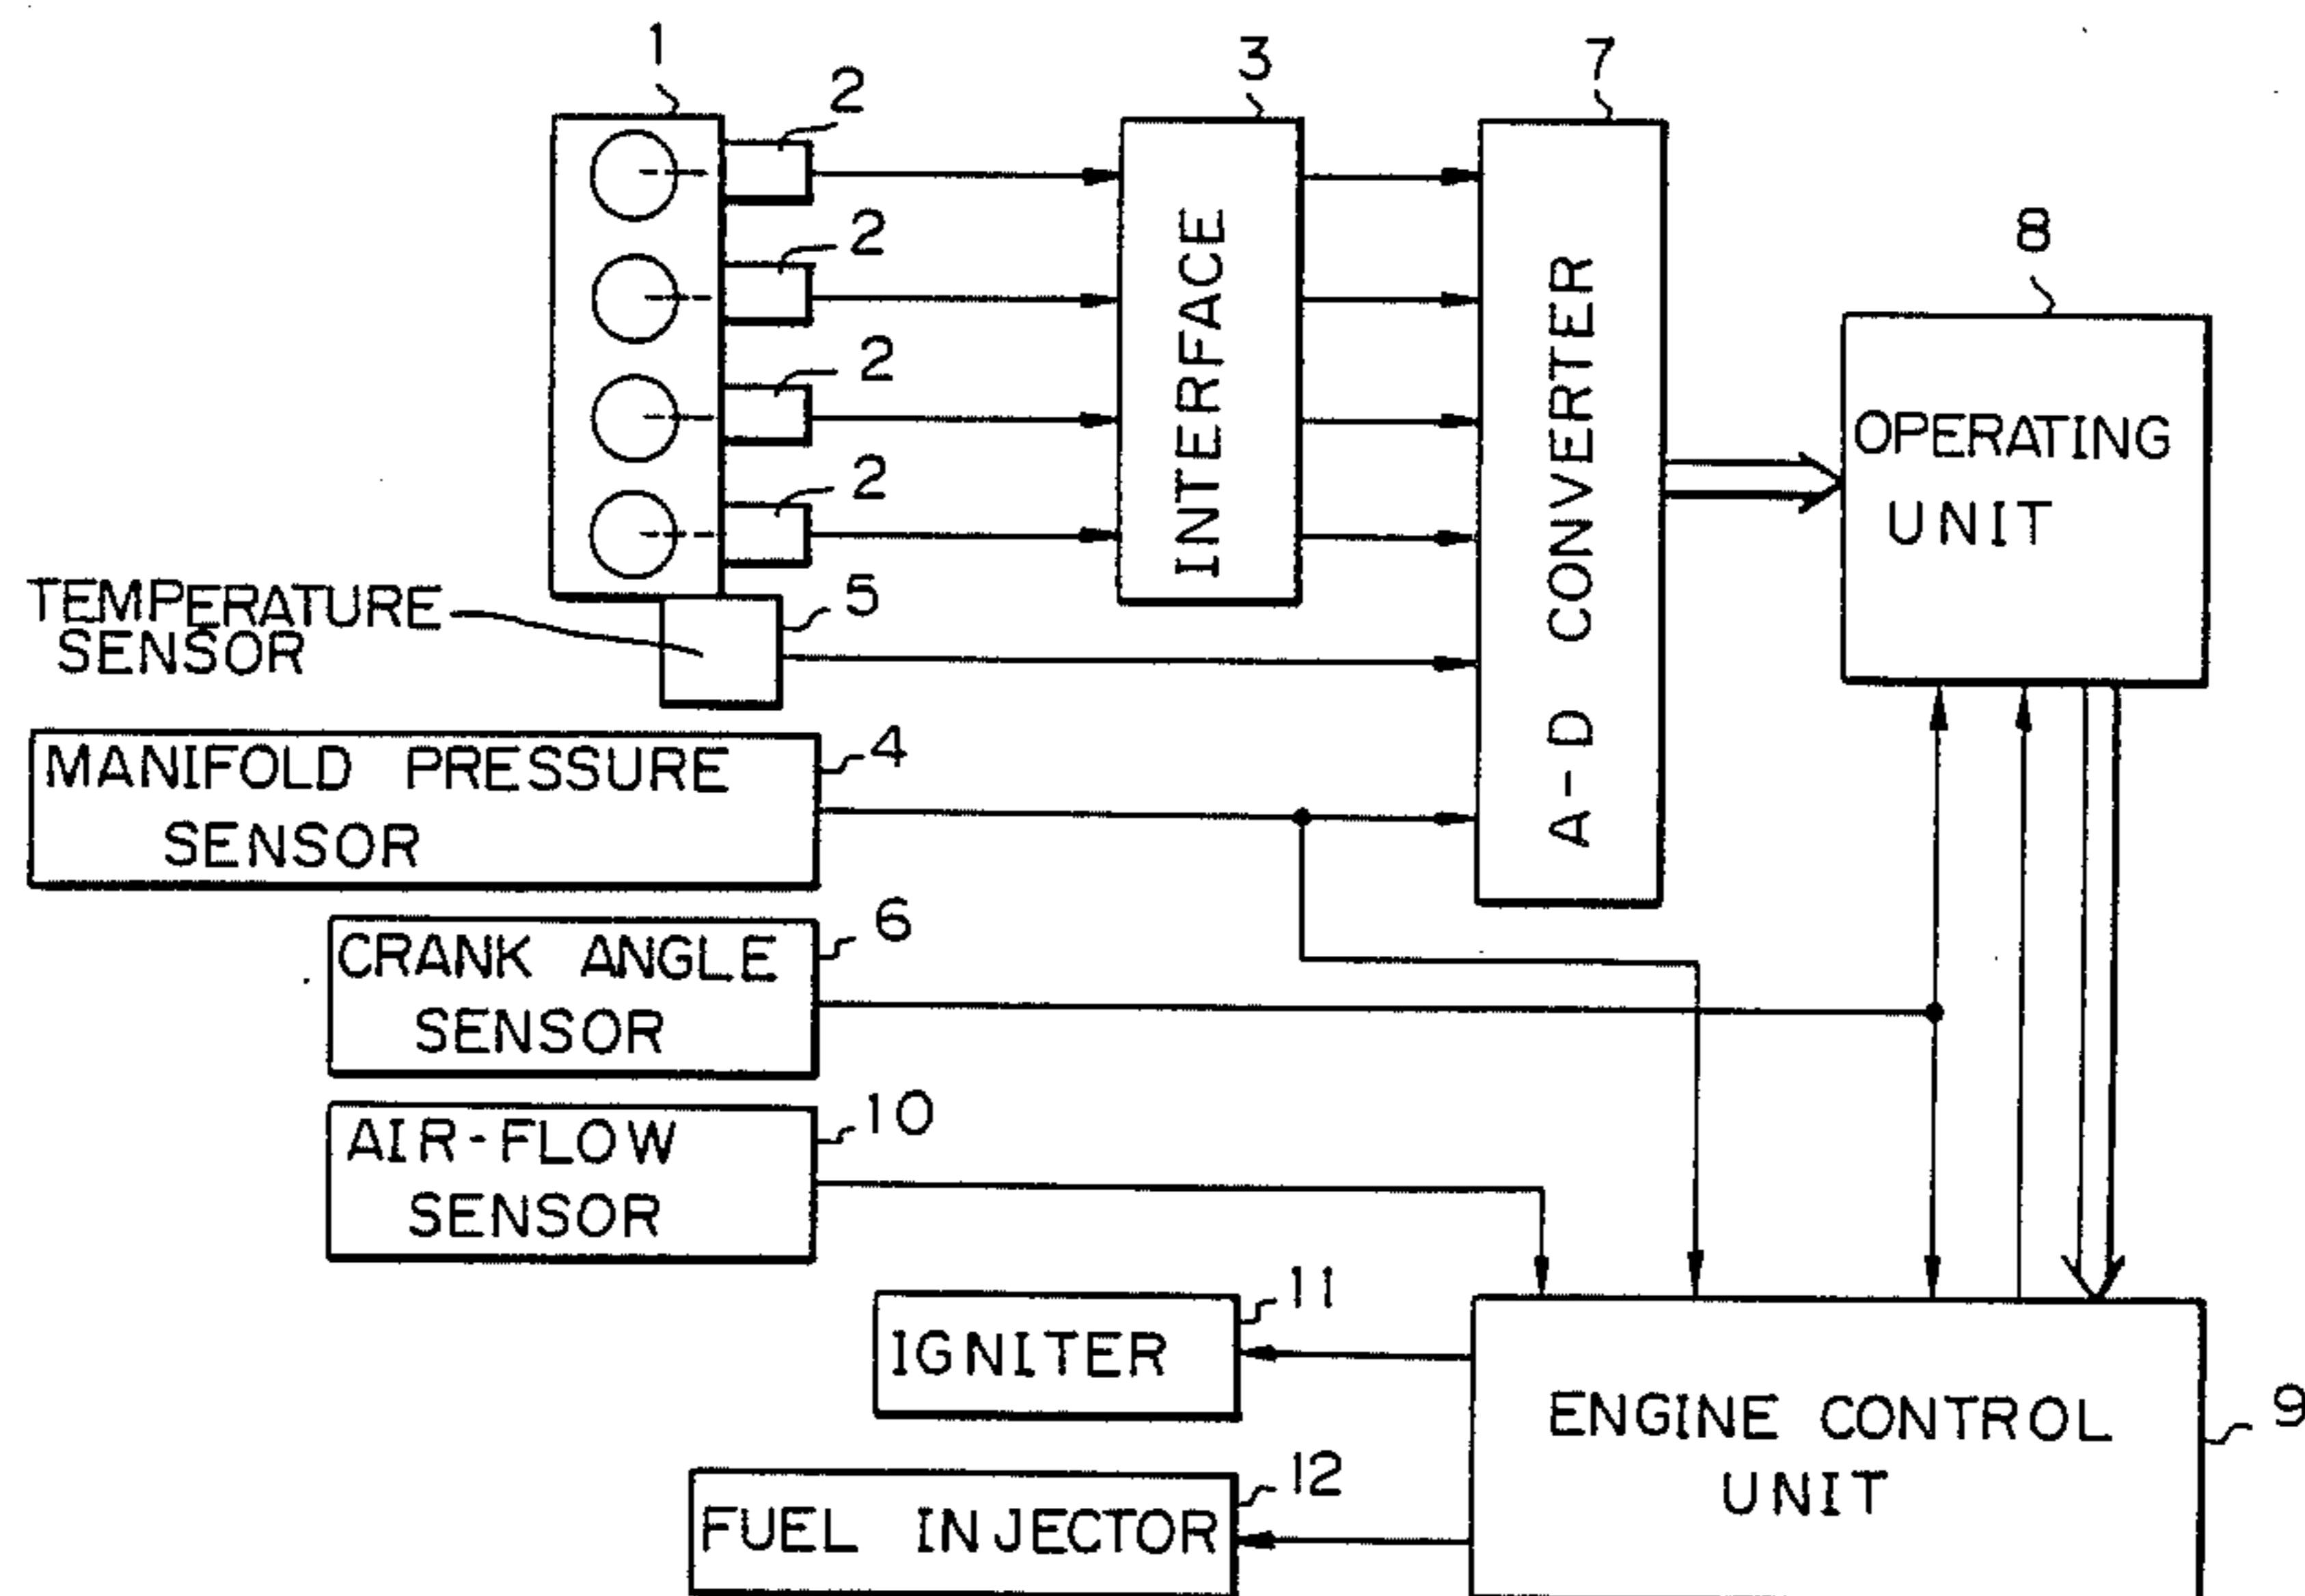 1
2
3
7
2
8
2
2
INTERFACE
A-D CONVERTER
OPERATING
UNIT
TEMPERATURE
SENSOR
5
MANIFOLD PRESSURE
SENSOR
4
CRANK ANGLE
SENSOR
6
AIR-FLOW
SENSOR
10
IGNITER
11
ENGINE CONTROL
UNIT
9
FUEL INJECTOR
12